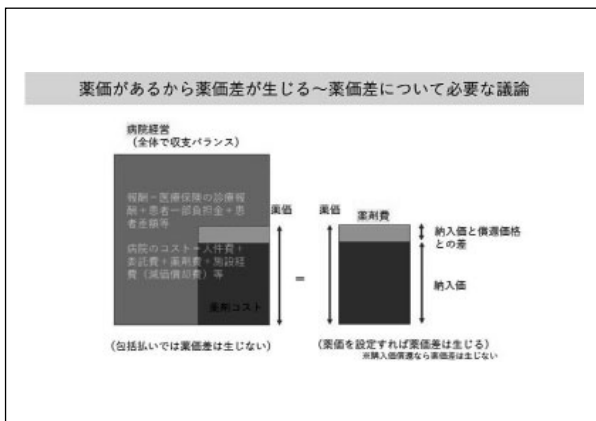 薬価があるから薬価差が生じる～薬価差について必要な議論
病院経営
（全体で収支バランス）
報酬＝医療保険の診療報
酬＋患者一部負担金＋患
者差額等
病院のコスト＝人件費＋
委託費＋薬剤費＋施設経
費（減価償却費）等
薬剤コスト
薬価
＝
薬価
薬剤費
納入価と償還価格
との差
納入価
（包括払いでは薬価差は生じない）
（薬価を設定すれば薬価差は生じる）
※購入価償還なら薬価差は生じない